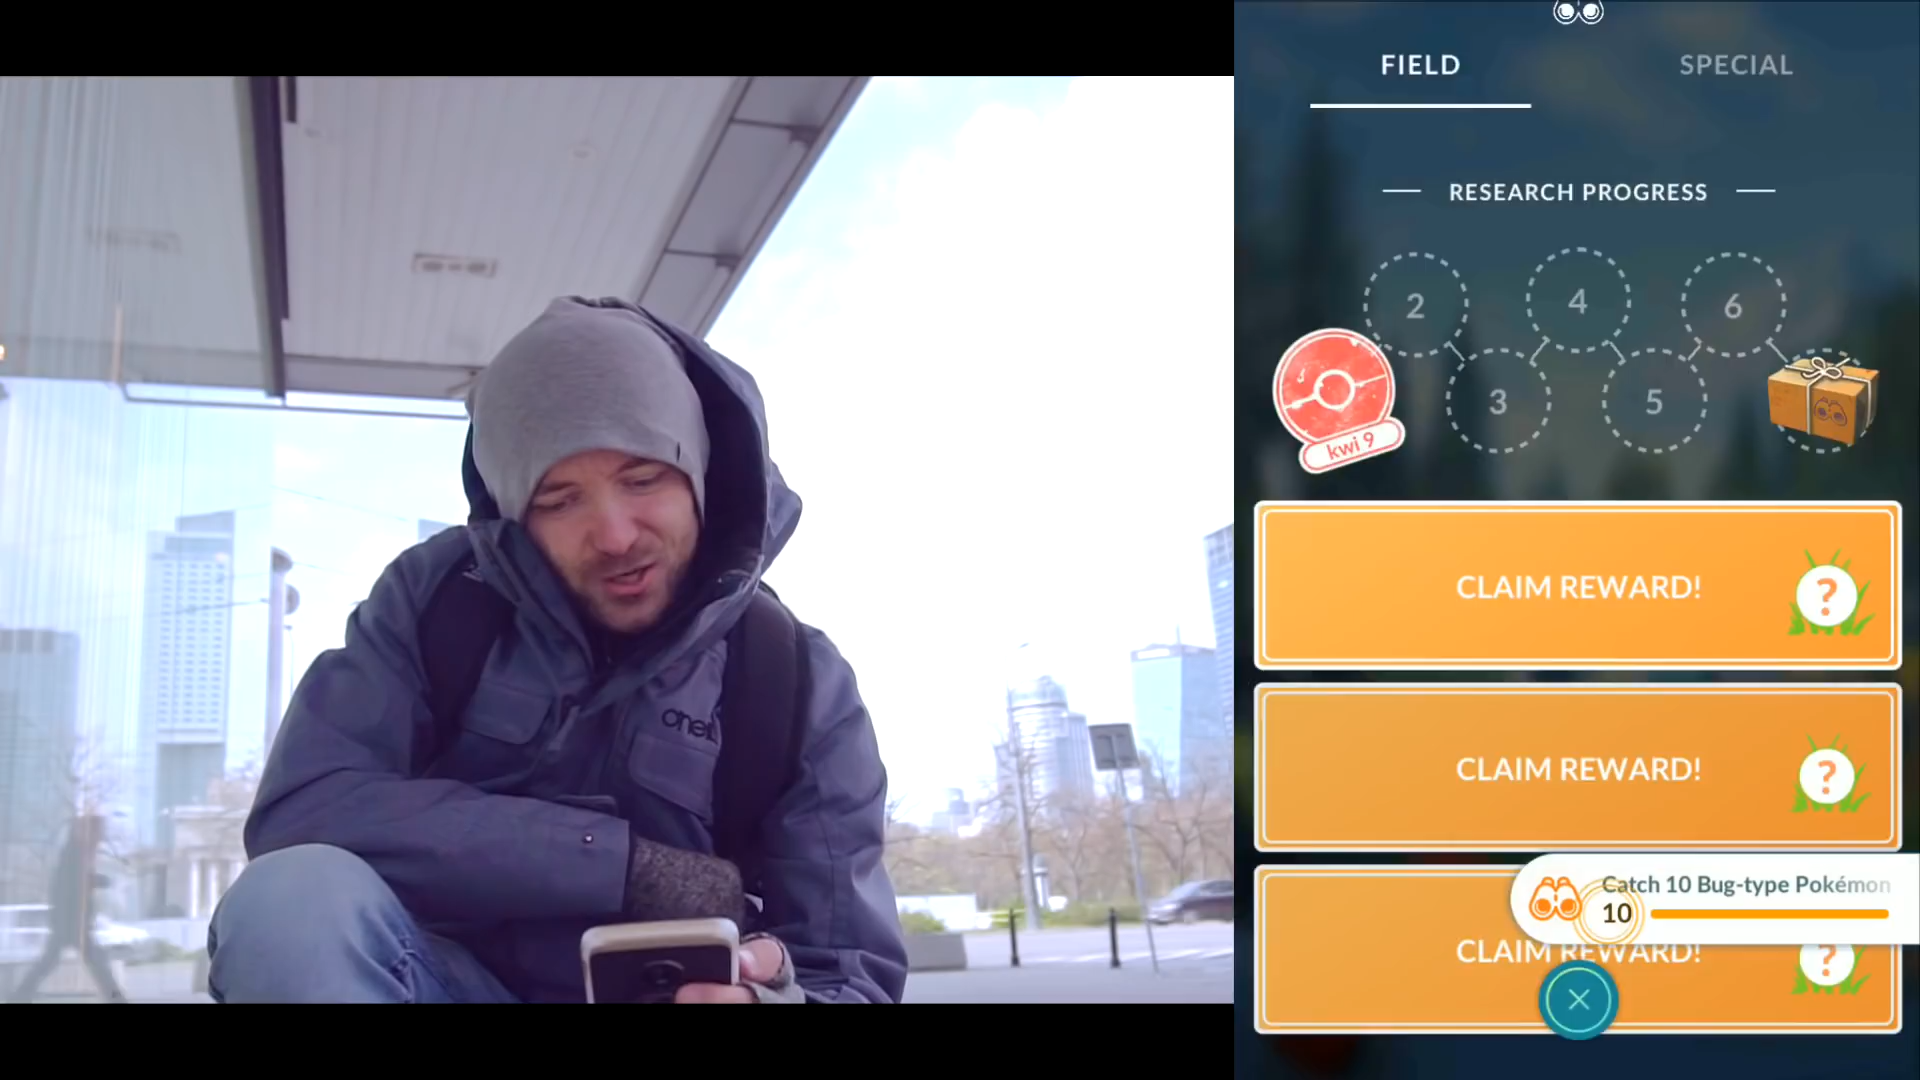 FIELD
SPECIAL
RESEARCH PROGRESS
2
4
6
3
5
kwi 9
CLAIM REWARD!
?
CLAIM REWARD!
?
Catch 10 Bug-type Pokémon
10
CLAIM REWARD!
?